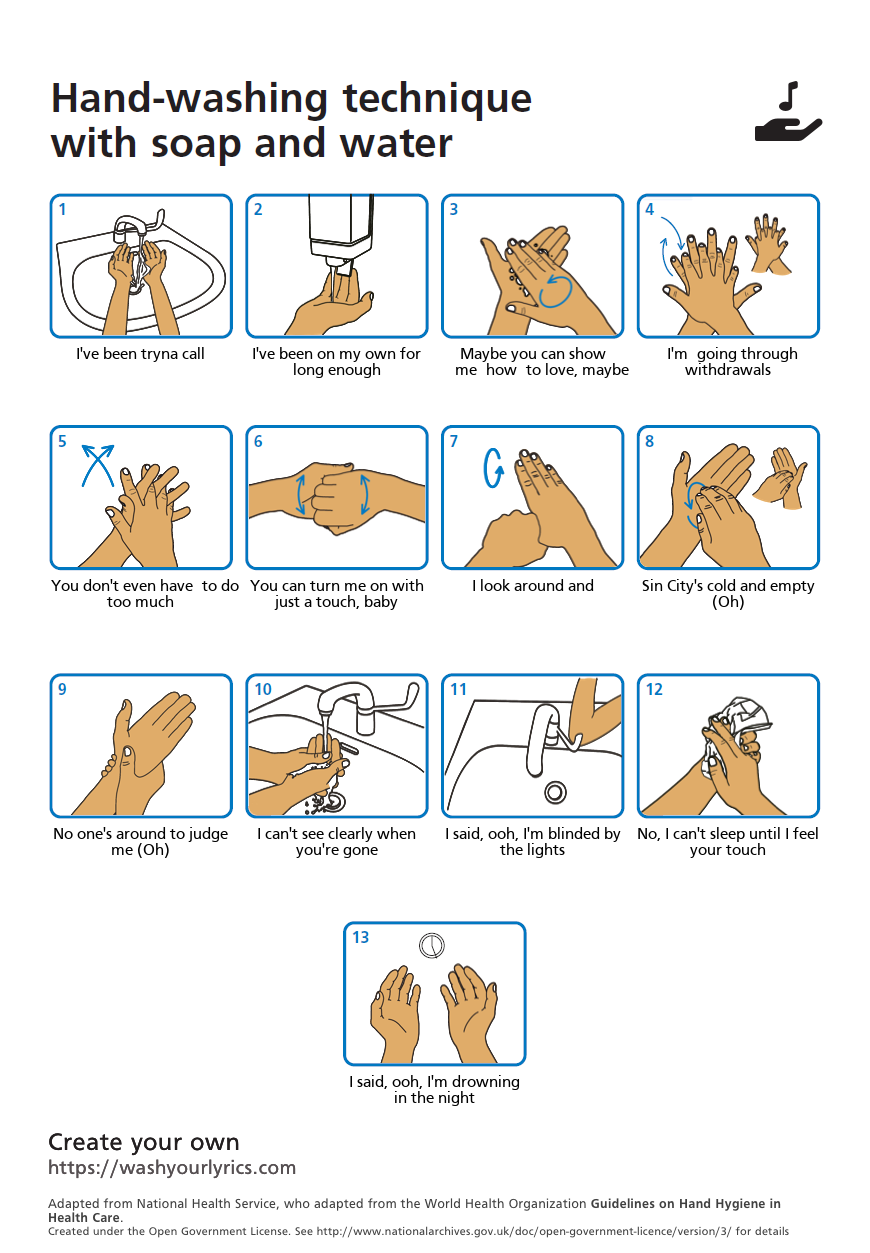 Hand-washing technique
with soap and water
1
I've been tryna call
2
I've been on my own for
long enough
3
Maybe you can show
me how to love, maybe
4
I'm going through
withdrawals
5
You don't even have to do
too much
6
You can turn me on with
just a touch, baby
7
I look around and
8
Sin City's cold and empty
(Oh)
9
No one's around to judge
me (Oh)
10
I can't see clearly when
you're gone
11
I said, ooh, I'm blinded by
the lights
12
No, I can't sleep until I feel
your touch
13
I said, ooh, I'm drowning
in the night
Create your own
https://washyourlyrics.com
Adapted from National Health Service, who adapted from the World Health Organization Guidelines on Hand Hygiene in
Health Care.
Created under the Open Government License. See http://www.nationalarchives.gov.uk/doc/open-government-licence/version/3/ for details